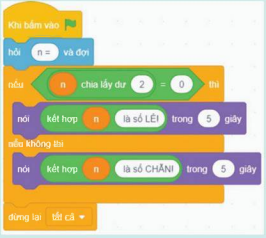 Khi bấm vào
hỏi n = và đợi
nếu n chia lấy dư 2 = 0 thì
nói kết hợp n là số LẺ! trong 5 giây
nếu không thì
nói kết hợp n là số CHẴN! trong 5 giây
dừng lại tất cả